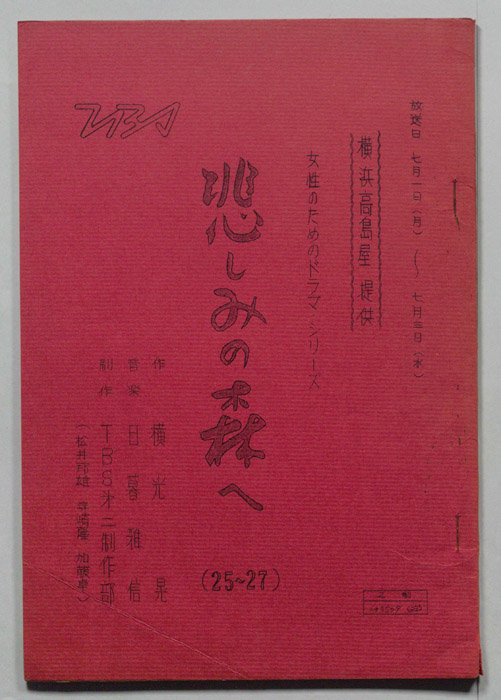 放送日 七月一日(月) ～ 七月三日(水)
横浜高島屋 提供
女性のためのドラマ・シリーズ
TBS
悲しみの森へ
(25~27)
作 横光 晃
音楽 日暮雅信
制作 TBS第二制作部